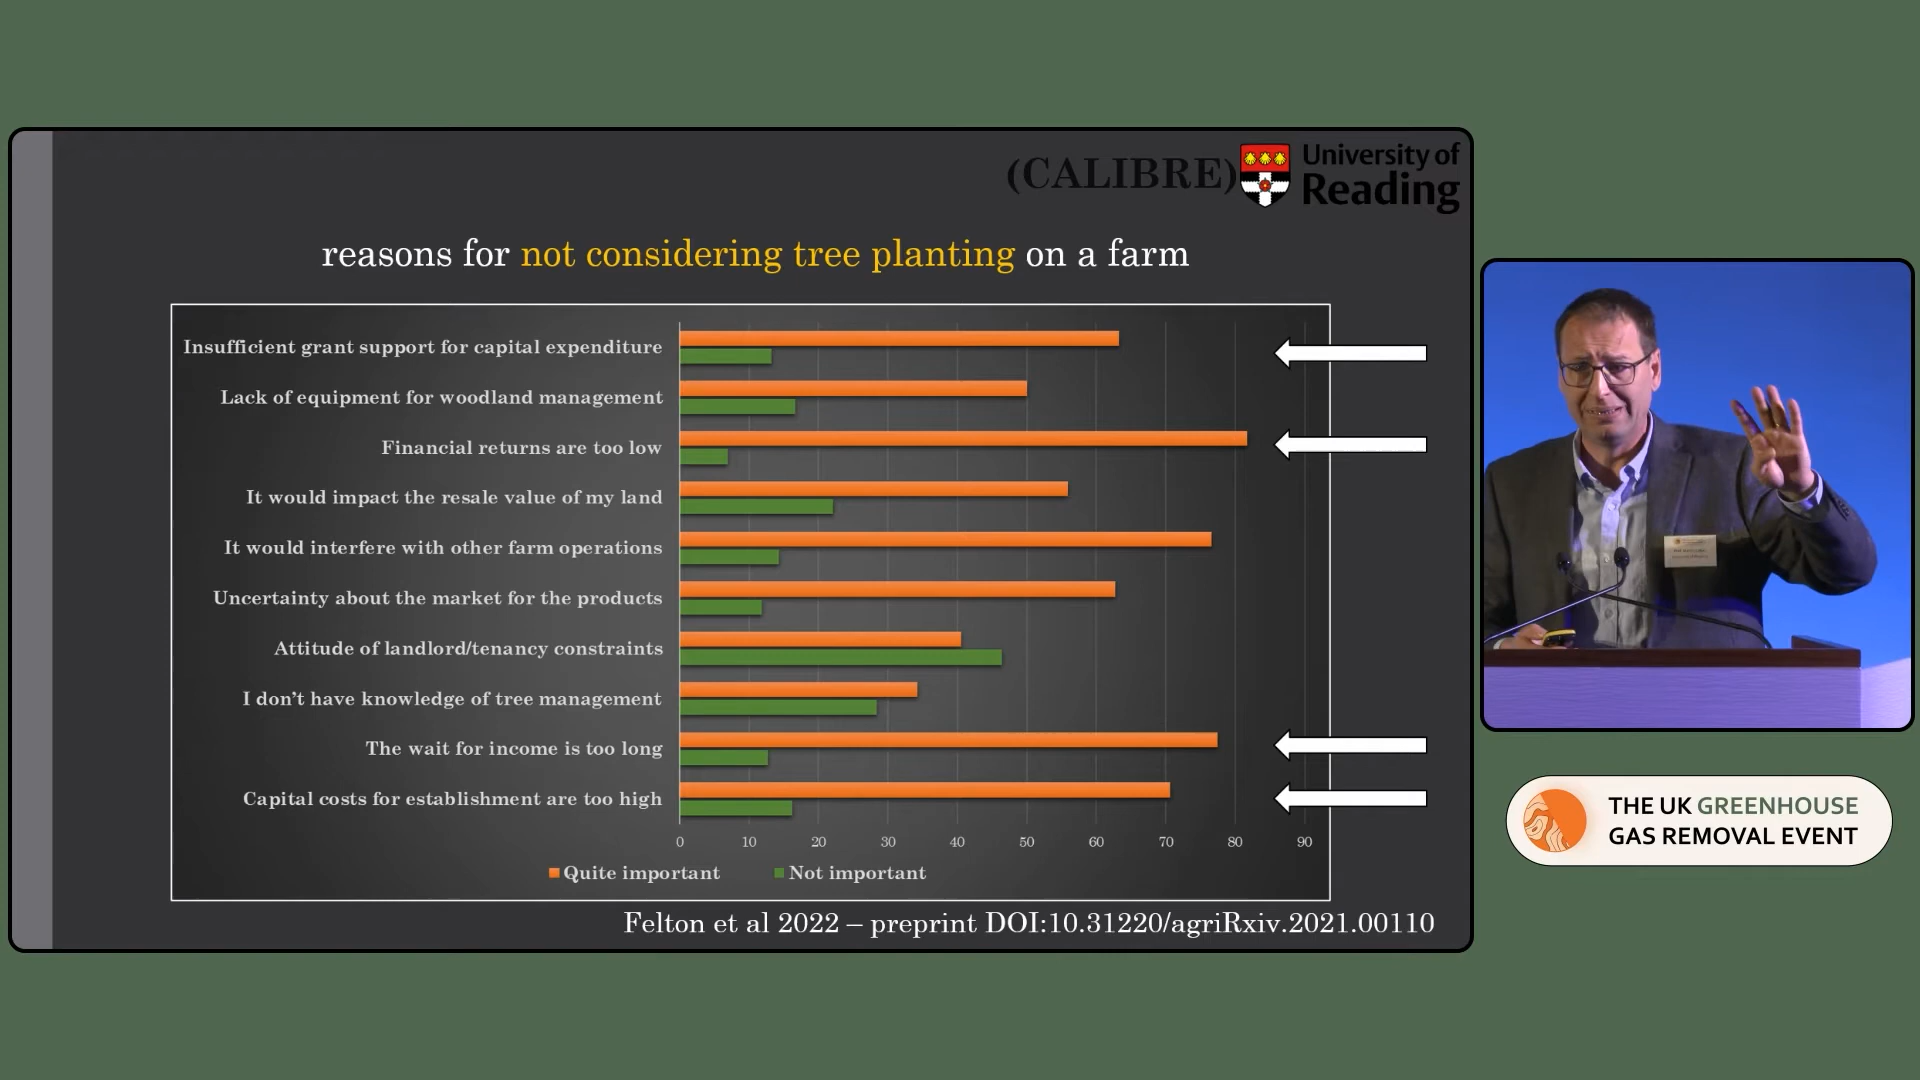 (CALIBRE)
University of
Reading
reasons for not considering tree planting on a farm
Insufficient grant support for capital expenditure
Lack of equipment for woodland management
Financial returns are too low
It would impact the resale value of my land
It would interfere with other farm operations
Uncertainty about the market for the products
Attitude of landlord/tenancy constraints
I don't have knowledge of tree management
The wait for income is too long
Capital costs for establishment are too high
0 10 20 30 40 50 60 70 80 90
Quite important Not important
Felton et al 2022 – preprint DOI:10.31220/agriRxiv.2021.00110
THE UK GREENHOUSE
GAS REMOVAL EVENT